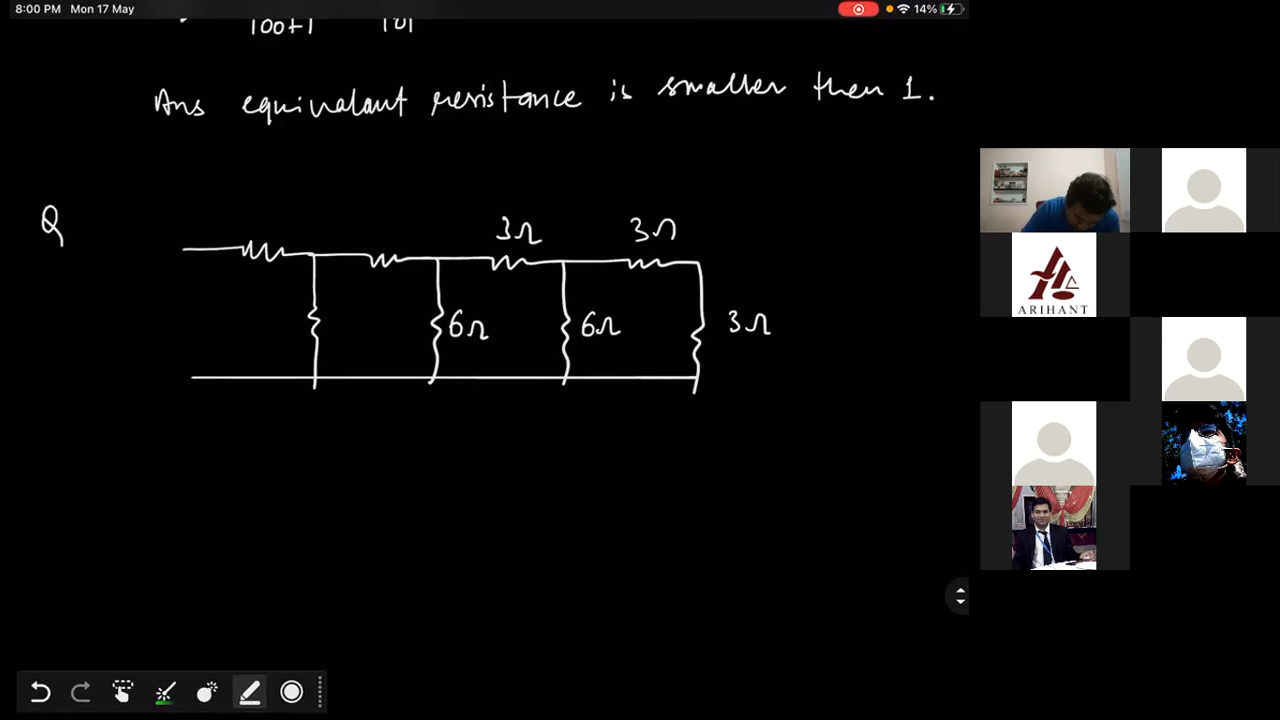 8:00 PM Mon 17 May
14%
100+1 101
Ans equivalant resistance is smaller then 1.
Q
3Ω 3Ω
6Ω 6Ω 3Ω
ARIHANT